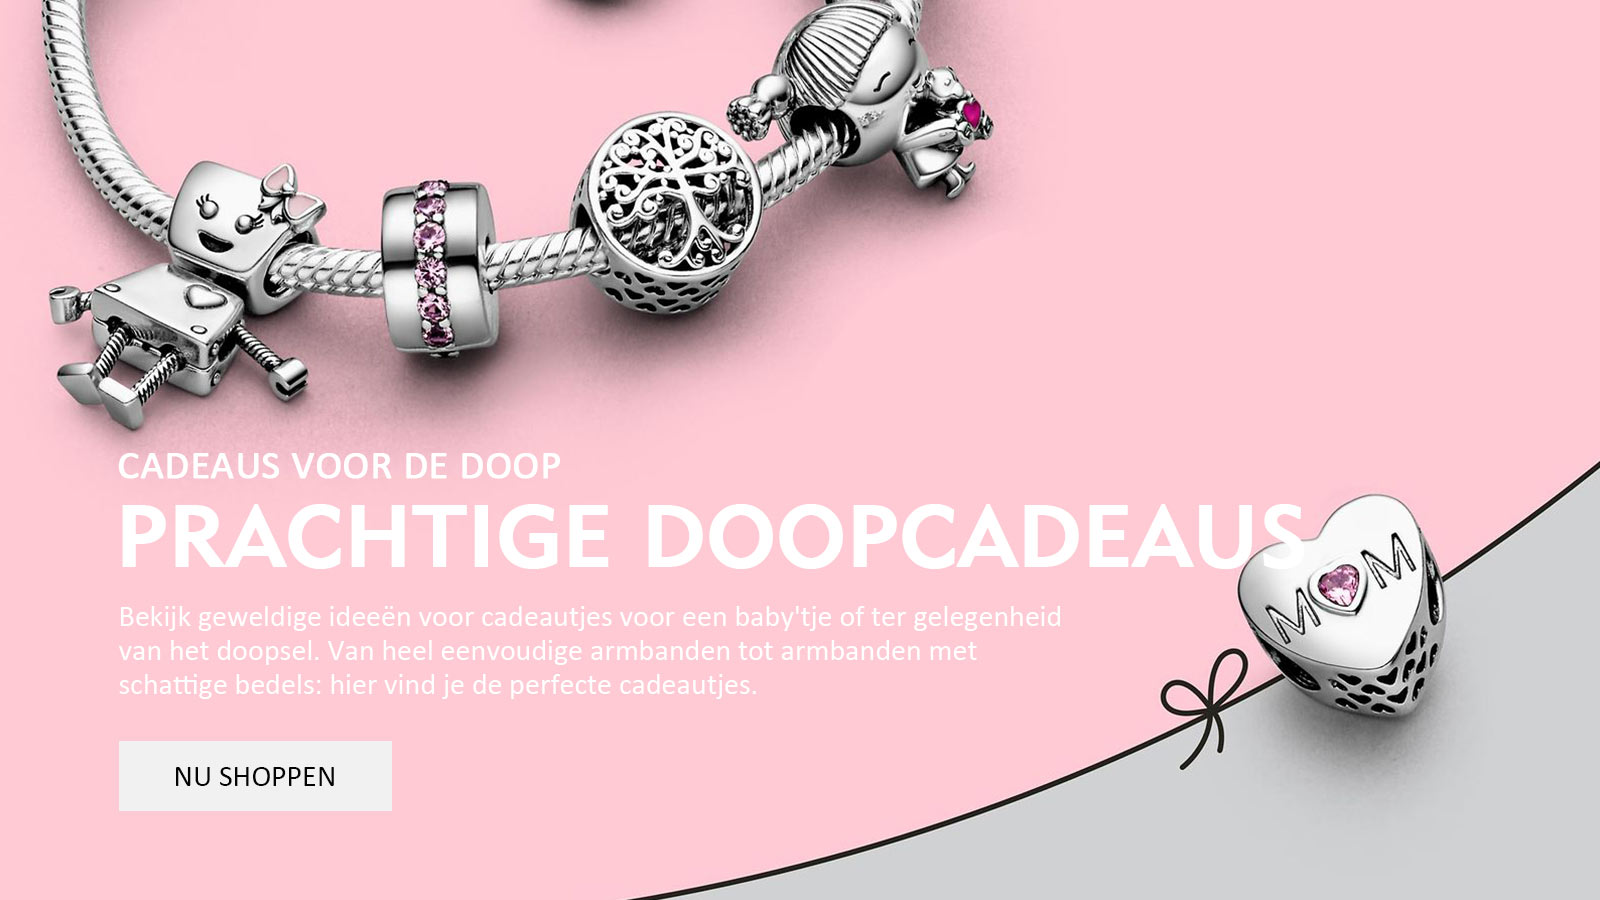 CADEAUS VOOR DE DOOP
PRACHTIGE DOOPCADEAUS
Bekijk geweldige ideeën voor cadeautjes voor een baby'tje of ter gelegenheid
van het doopsel. Van heel eenvoudige armbanden tot armbanden met
schattige bedels: hier vind je de perfecte cadeautjes.
NU SHOPPEN
MOM